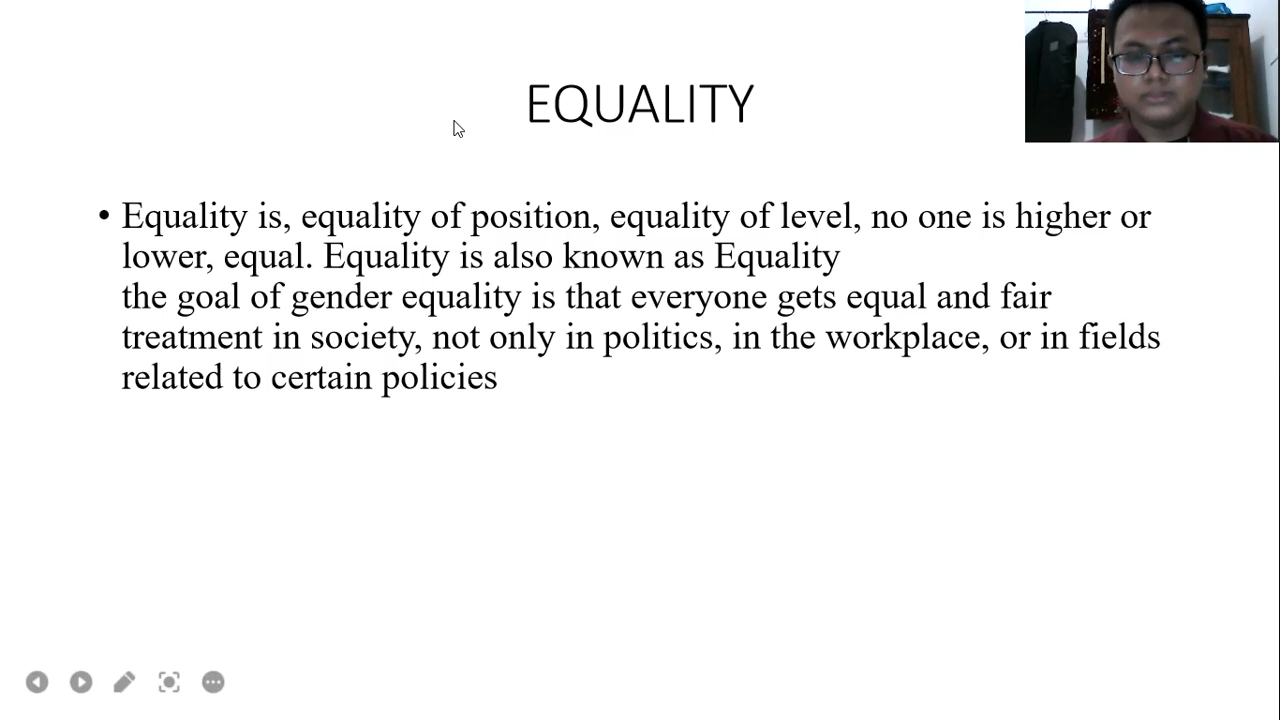 EQUALITY
• Equality is, equality of position, equality of level, no one is higher or
lower, equal. Equality is also known as Equality
the goal of gender equality is that everyone gets equal and fair
treatment in society, not only in politics, in the workplace, or in fields
related to certain policies